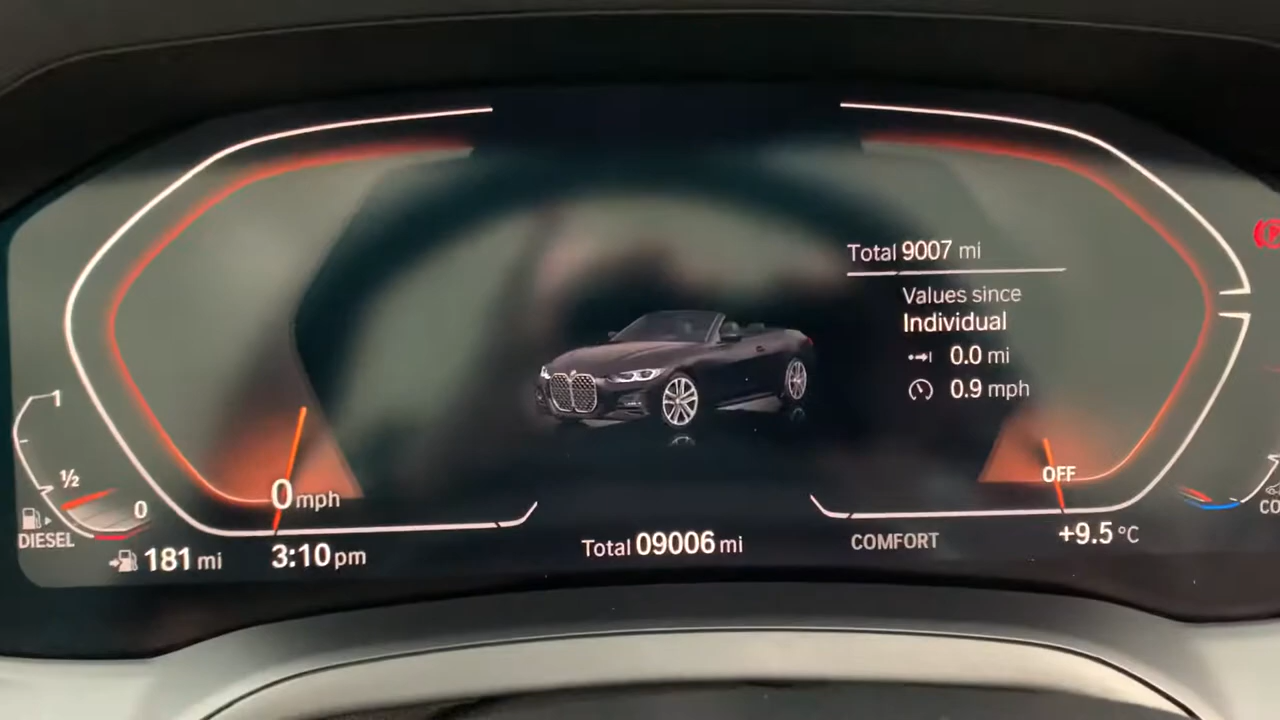 Total 9007 mi
Values since
Individual
0.0 mi
0.9 mph
1
1/2
0
DIESEL
181 mi
0 mph
3:10 pm
Total 09006 mi
OFF
COMFORT
+9.5 °C
P
CO